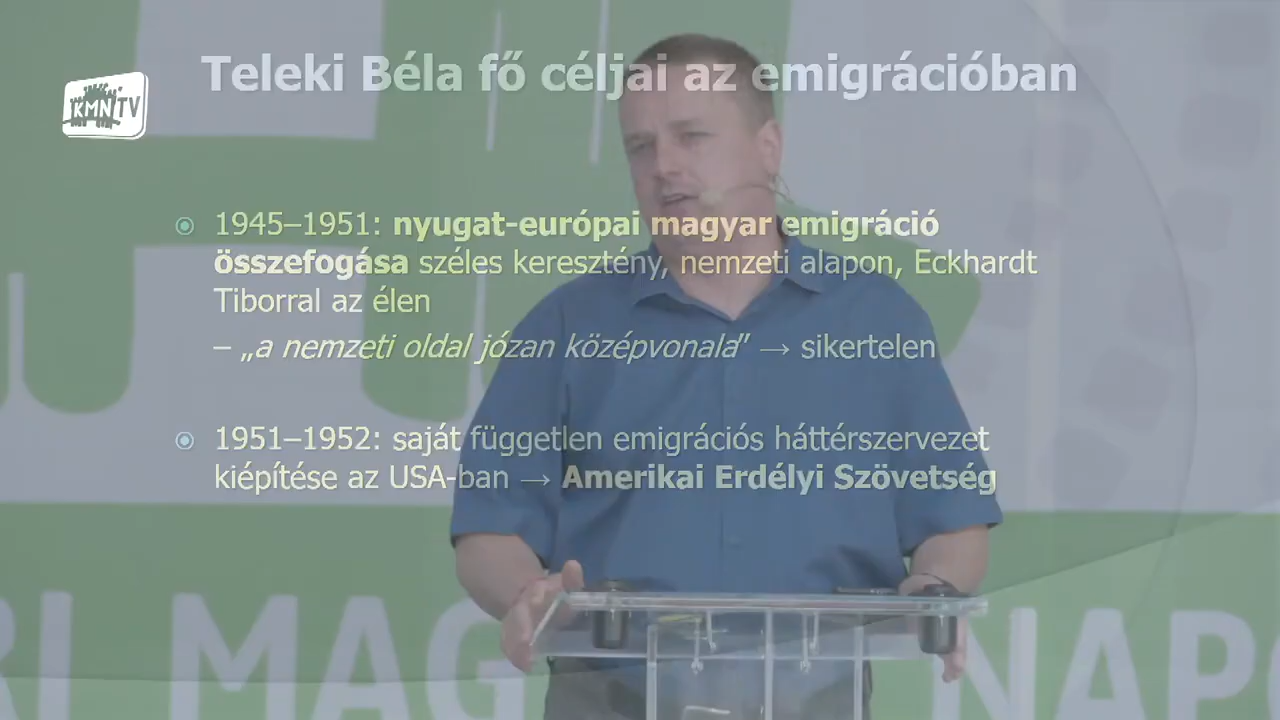 Teleki Béla fő céljai az emigrációban
KMN TV
1945–1951: nyugat-európai magyar emigráció
összefogása széles keresztény, nemzeti alapon, Eckhardt
Tiborral az élen
– „a nemzeti oldal józan középvonala” → sikertelen
1951–1952: saját független emigrációs háttérszervezet
kiépítése az USA-ban → Amerikai Erdélyi Szövetség
RI MAG NAPO